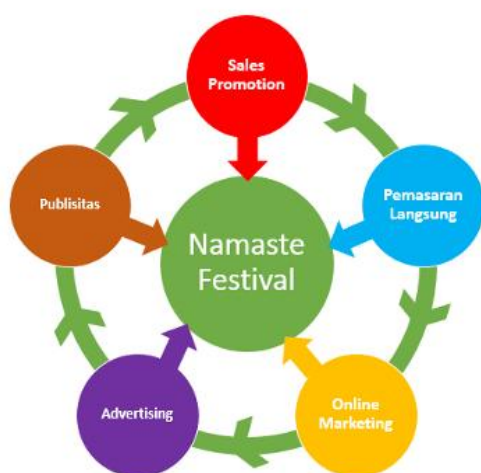 Sales
Promotion
Pemasaran
Langsung
Online
Marketing
Advertising
Publisitas
Namaste
Festival